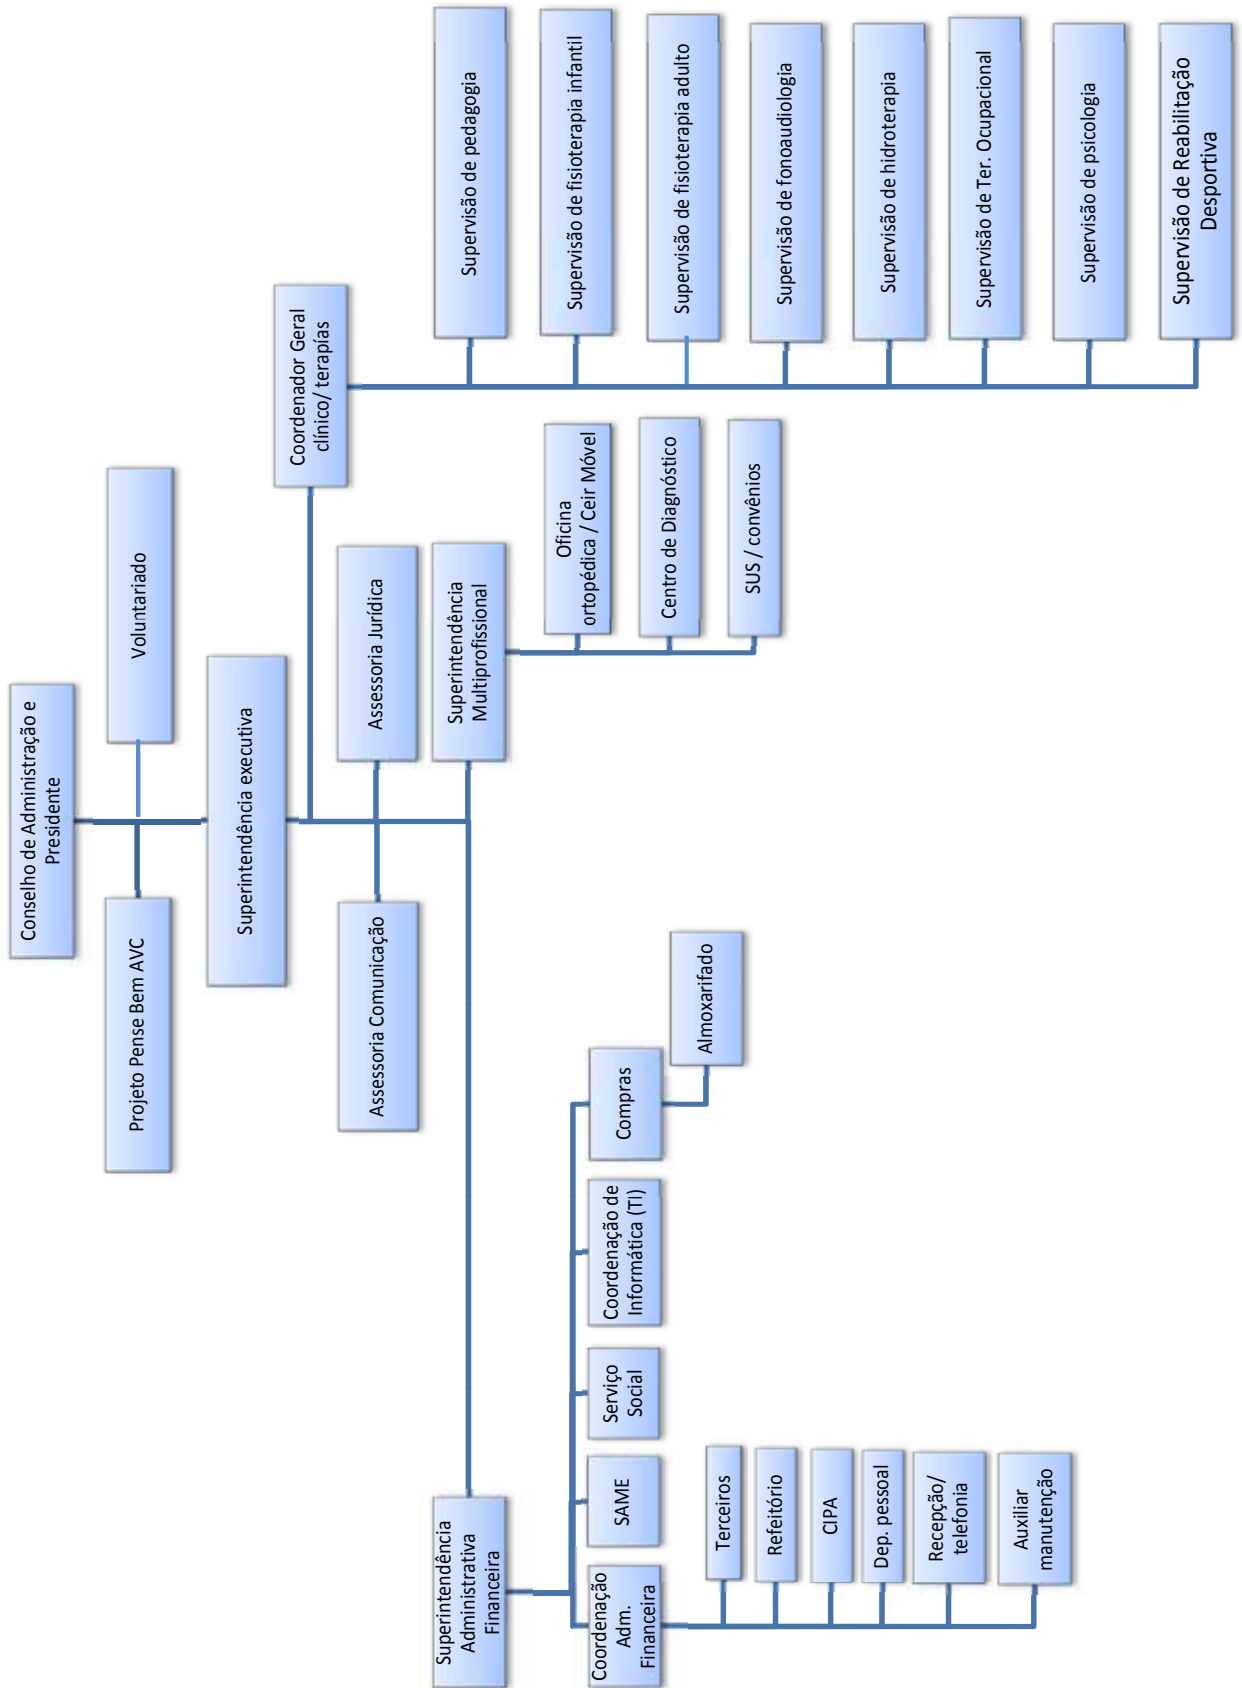 Conselho de Administração e
Presidente
Projeto Pense Bem AVC
Voluntariado
Superintendência executiva
Coordenador Geral
clínico/ terapías
Assessoria Comunicação
Assessoria Jurídica
Superintendência
Administrativa
Financeira
Superintendência
Multiprofissional
Coordenação
Adm.
Financeira
SAME
Serviço
Social
Coordenação de
Informática (TI)
Compras
Almoxarifado
Terceiros
Refeitório
CIPA
Dep. pessoal
Recepção/
telefonia
Auxiliar
manutenção
Oficina
ortopédica / Ceir Móvel
Centro de Diagnóstico
SUS / convênios
Supervisão de pedagogia
Supervisão de fisioterapia infantil
Supervisão de fisioterapia adulto
Supervisão de fonoaudiologia
Supervisão de hidroterapia
Supervisão de Ter. Ocupacional
Supervisão de psicologia
Supervisão de Reabilitação
Desportiva